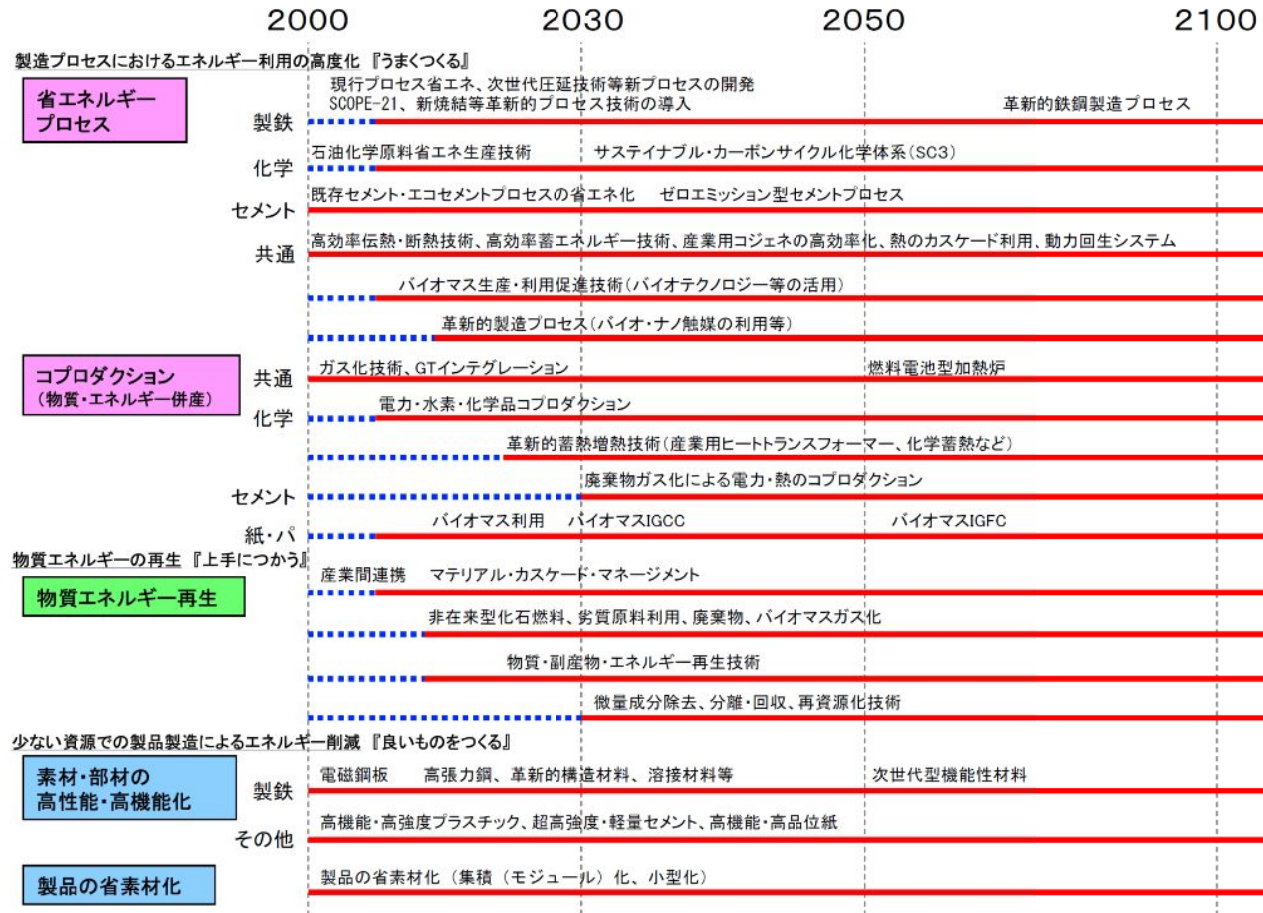 2000 2030 2050 2100
製造プロセスにおけるエネルギー利用の高度化 『うまくつくる』
省エネルギー
プロセス
現行プロセス省エネ、次世代圧延技術等新プロセスの開発
SCOPE-21、新焼結等革新的プロセス技術の導入
革新的鉄鋼製造プロセス
製鉄
石油化学原料省エネ生産技術 サステイナブル・カーボンサイクル化学体系(SC3)
化学
既存セメント・エコセメントプロセスの省エネ化 ゼロエミッション型セメントプロセス
セメント
高効率伝熱・断熱技術、高効率蓄エネルギー技術、産業用コジェネの高効率化、熱のカスケード利用、動力回生システム
共通
バイオマス生産・利用促進技術(バイオテクノロジー等の活用)
革新的製造プロセス(バイオ・ナノ触媒の利用等)
コプロダクション
(物質・エネルギー併産)
ガス化技術、GTインテグレーション 燃料電池型加熱炉
共通
電力・水素・化学品コプロダクション
化学
革新的蓄熱増熱技術(産業用ヒートトランスフォーマー、化学蓄熱など)
廃棄物ガス化による電力・熱のコプロダクション
セメント
バイオマス利用 バイオマスIGCC バイオマスIGFC
紙・パ
物質エネルギーの再生 『上手につかう』
物質エネルギー再生
産業間連携 マテリアル・カスケード・マネージメント
非在来型化石燃料、劣質原料利用、廃棄物、バイオマスガス化
物質・副産物・エネルギー再生技術
微量成分除去、分離・回収、再資源化技術
少ない資源での製品製造によるエネルギー削減 『良いものをつくる』
素材・部材の
高性能・高機能化
電磁鋼板 高張力鋼、革新的構造材料、溶接材料等 次世代型機能性材料
製鉄
高機能・高強度プラスチック、超高強度・軽量セメント、高機能・高品位紙
その他
製品の省素材化
製品の省素材化 (集積 (モジュール) 化、小型化)